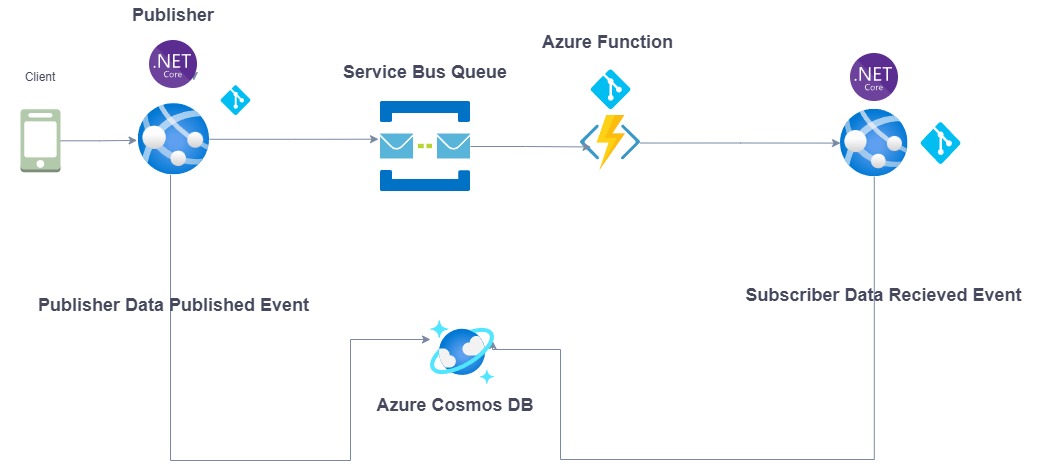 Publisher
Client
.NET
Core
Service Bus Queue
Azure Function
.NET
Core
Publisher Data Published Event
Subscriber Data Recieved Event
Azure Cosmos DB